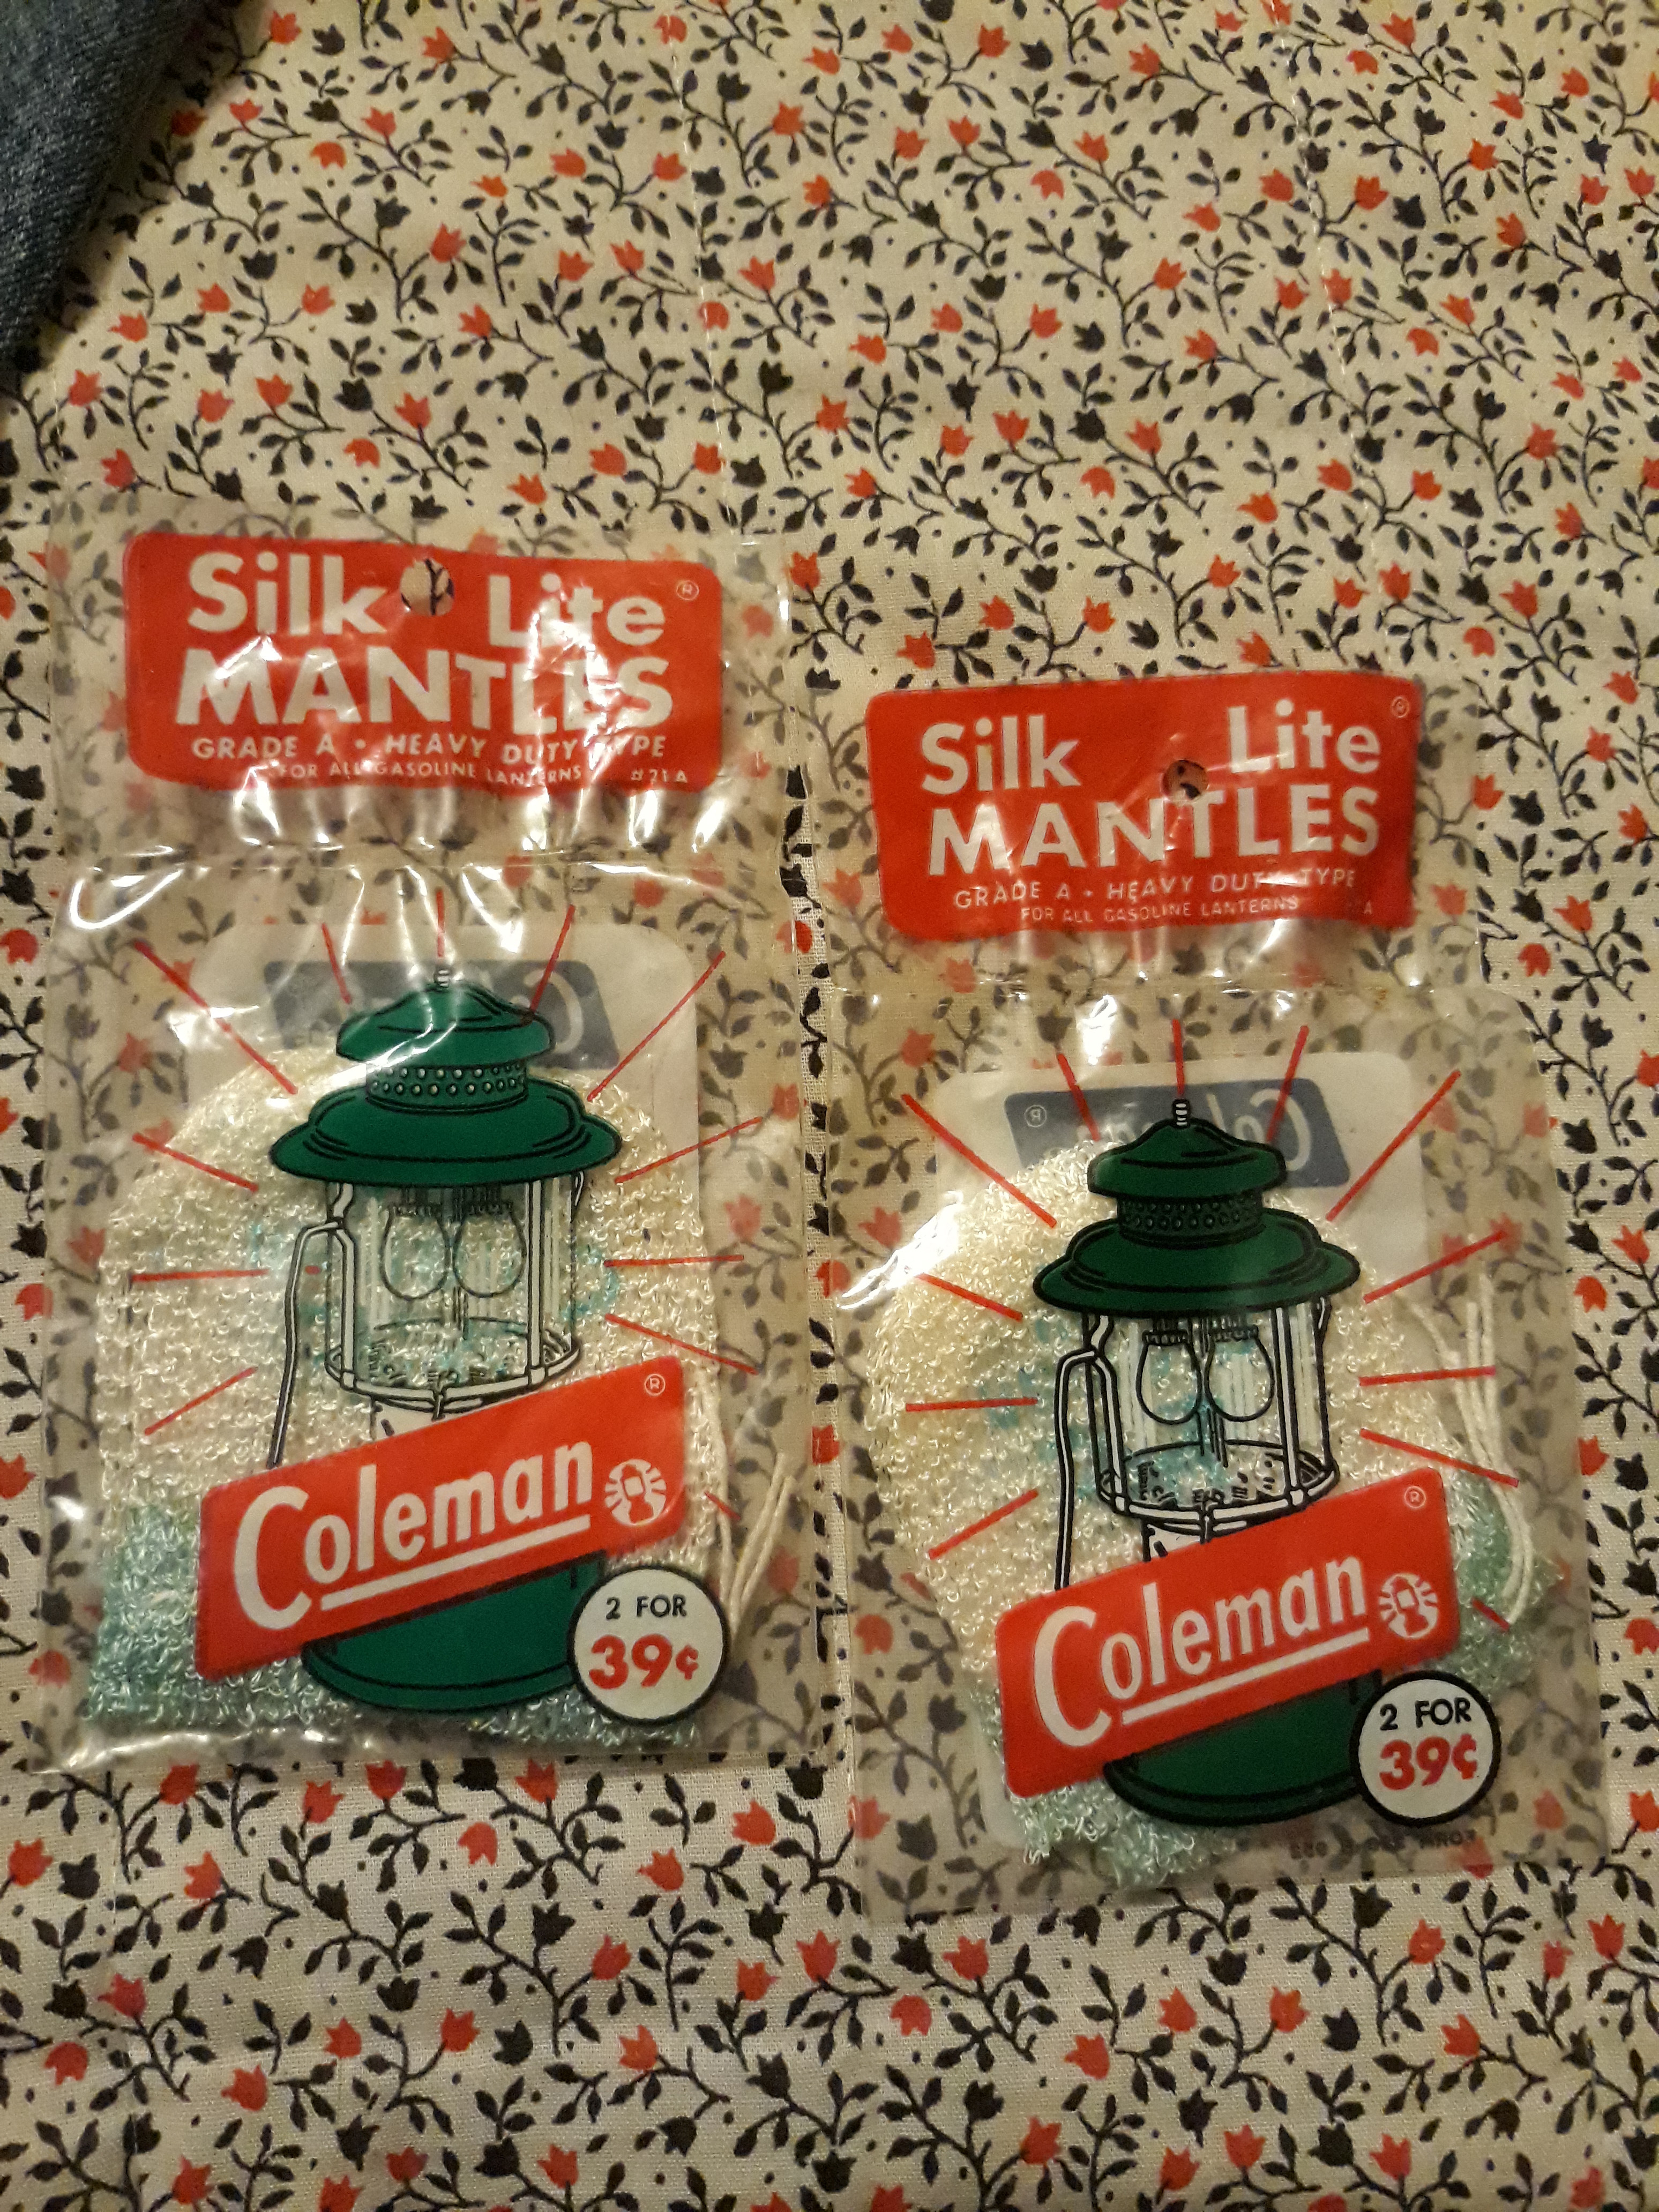 Silk Lite ®
MANTLES
GRADE A • HEAVY DUTY TYPE
FOR ALL GASOLINE LANTERNS #21A
Coleman ®
2 FOR
39¢
Silk Lite ®
MANTLES
GRADE A • HEAVY DUTY TYPE
FOR ALL GASOLINE LANTERNS A
®
Coleman ®
2 FOR
39¢